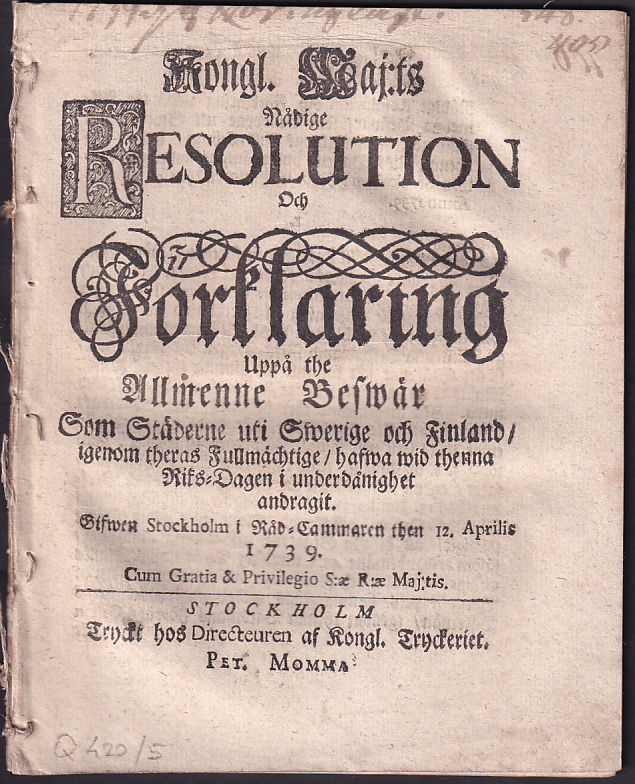 448.
Kongl. Maj:ts
Nådige
RESOLUTION
Och
Förklaring
Uppå the
Allmenne Beswär
Som Städerne uti Swerige och Finland/
igenom theras Fullmächtige/ hafwa wid thenna
Riks-Dagen i underdånighet
andragit.
Gifwen Stockholm i Råd-Cammaren then 12. Aprilis
1739.
Cum Gratia & Privilegio S:æ R:æ Maj:tis.
STOCKHOLM
Tryckt hos Directeuren af Kongl. Tryckeriet.
PET. MOMMA
Q 420/5